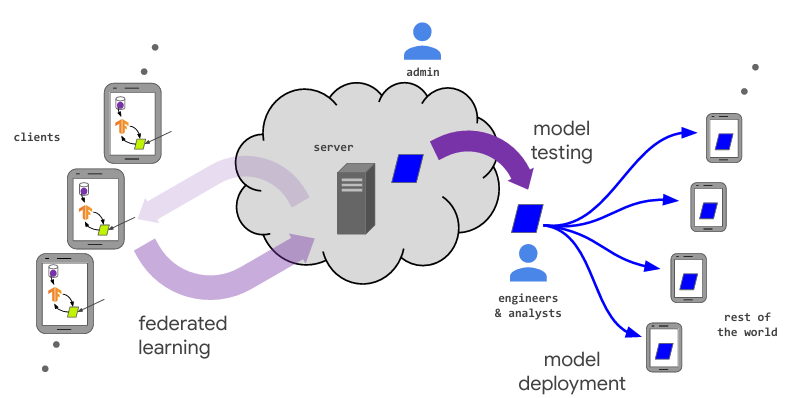 admin
clients
server
model
testing
engineers
& analysts
federated
learning
rest of
the world
model
deployment